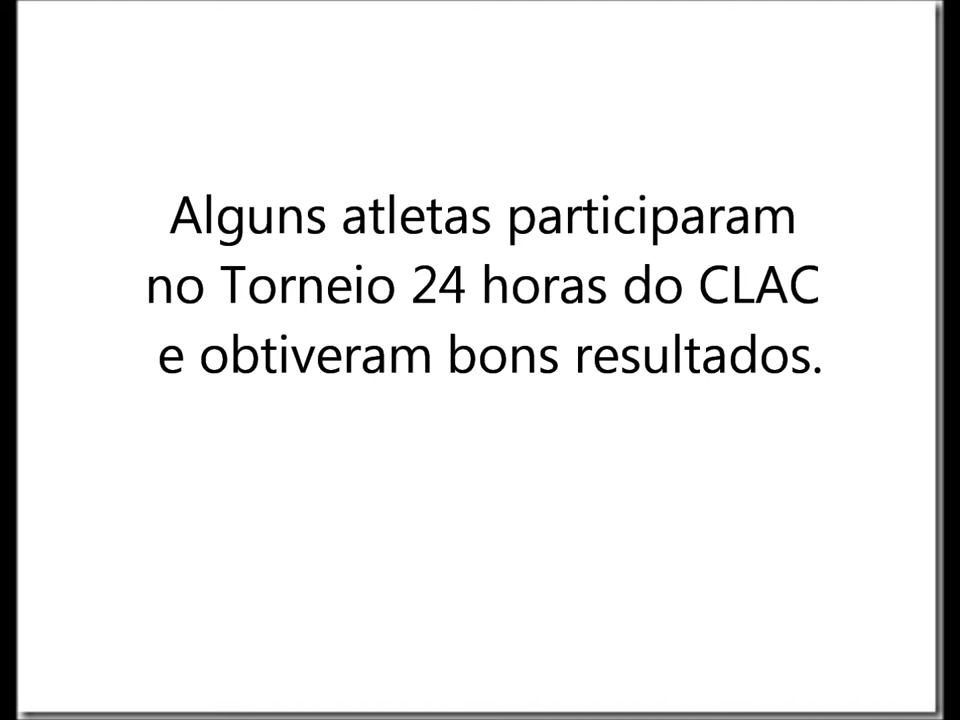 Alguns atletas participaram
no Torneio 24 horas do CLAC
e obtiveram bons resultados.